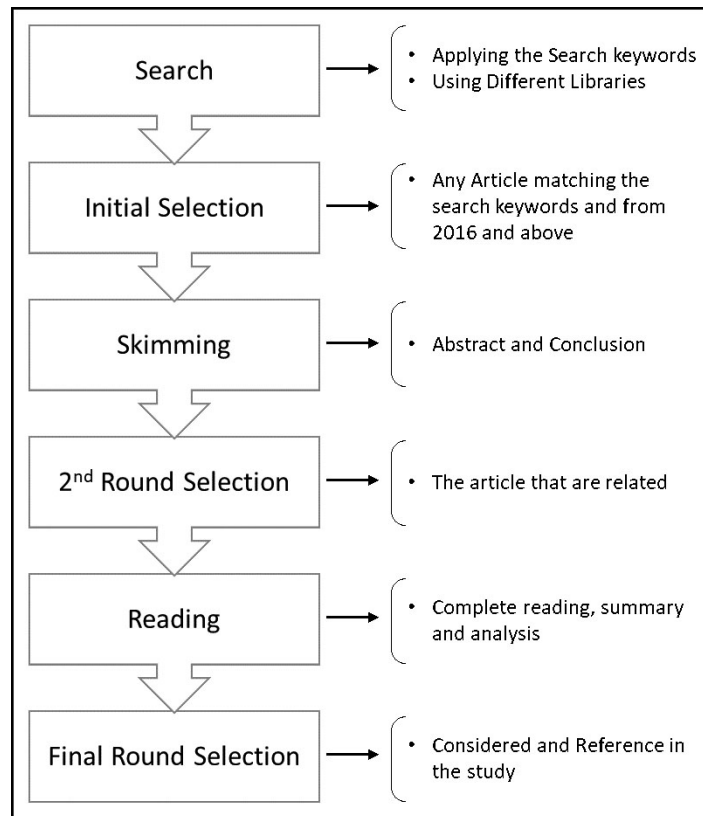 Search
• Applying the Search keywords
• Using Different Libraries
Initial Selection
• Any Article matching the
search keywords and from
2016 and above
Skimming
• Abstract and Conclusion
2nd Round Selection
• The article that are related
Reading
• Complete reading, summary
and analysis
Final Round Selection
• Considered and Reference in
the study